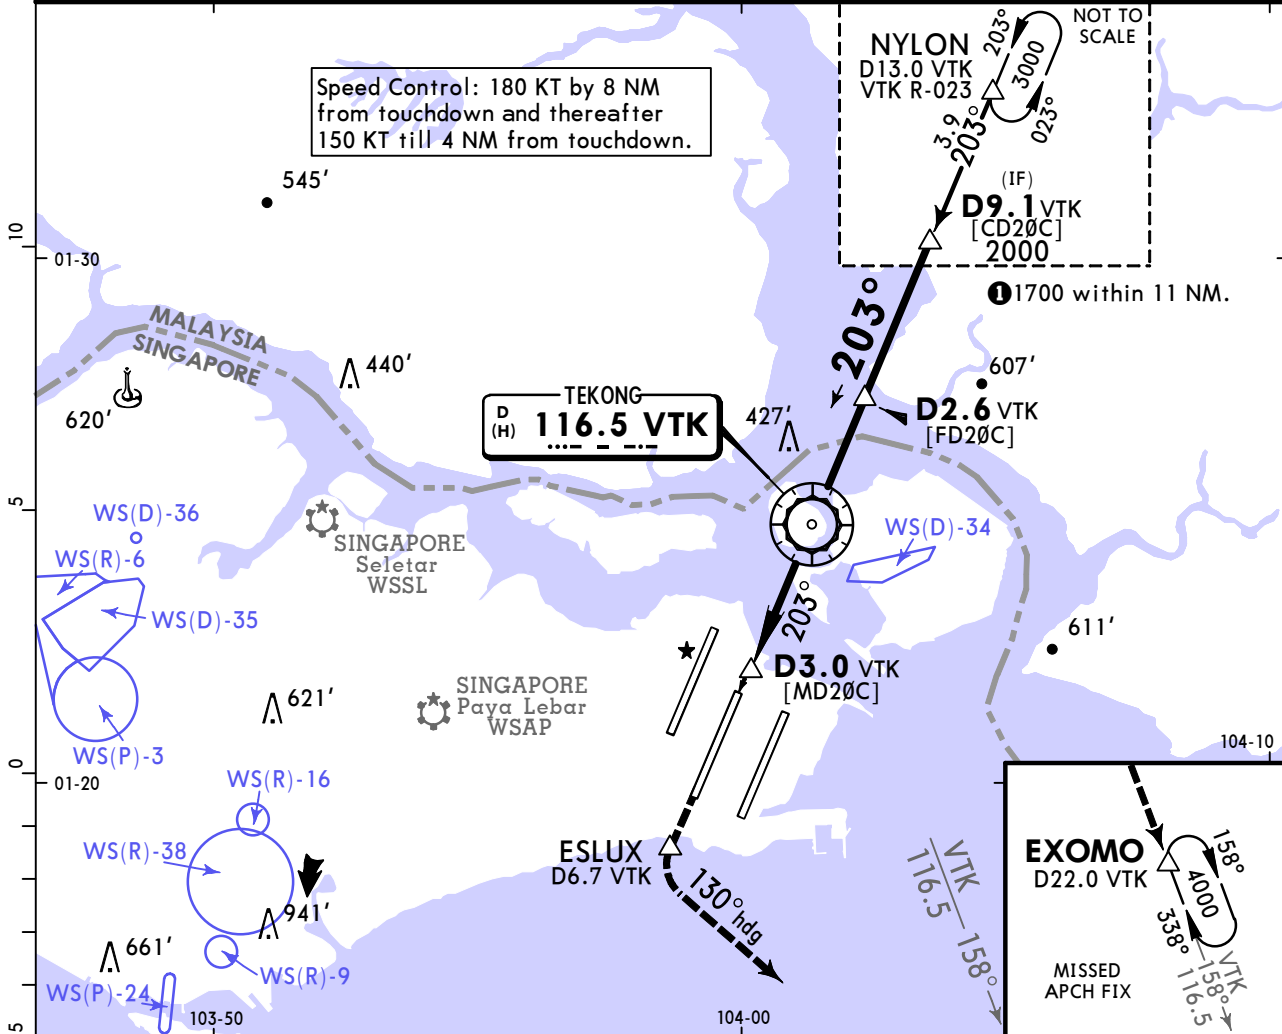 NOT TO
SCALE
NYLON
D13.0 VTK
VTK R-023
203°
3000
023°
3.9
203°
Speed Control: 180 KT by 8 NM
from touchdown and thereafter
150 KT till 4 NM from touchdown.
545'
(IF)
D9.1 VTK
[CD20C]
2000
10
01-30
1 1700 within 11 NM.
MALAYSIA
SINGAPORE
203°
440'
607'
620'
TEKONG
D
(H)
116.5 VTK
427'
D2.6 VTK
[FD20C]
5
WS(D)-36
WS(R)-6
SINGAPORE
Seletar
WSSL
WS(D)-34
WS(D)-35
203°
611'
D3.0 VTK
[MD20C]
SINGAPORE
Paya Lebar
WSAP
621'
WS(P)-3
104-10
0
01-20
WS(R)-16
WS(R)-38
ESLUX
D6.7 VTK
130° hdg
VTK
116.5
158°
EXOMO
D22.0 VTK
158°
4000
338°
VTK
158°
116.5
MISSED
APCH FIX
941'
661'
WS(R)-9
WS(P)-24
5
103-50
104-00